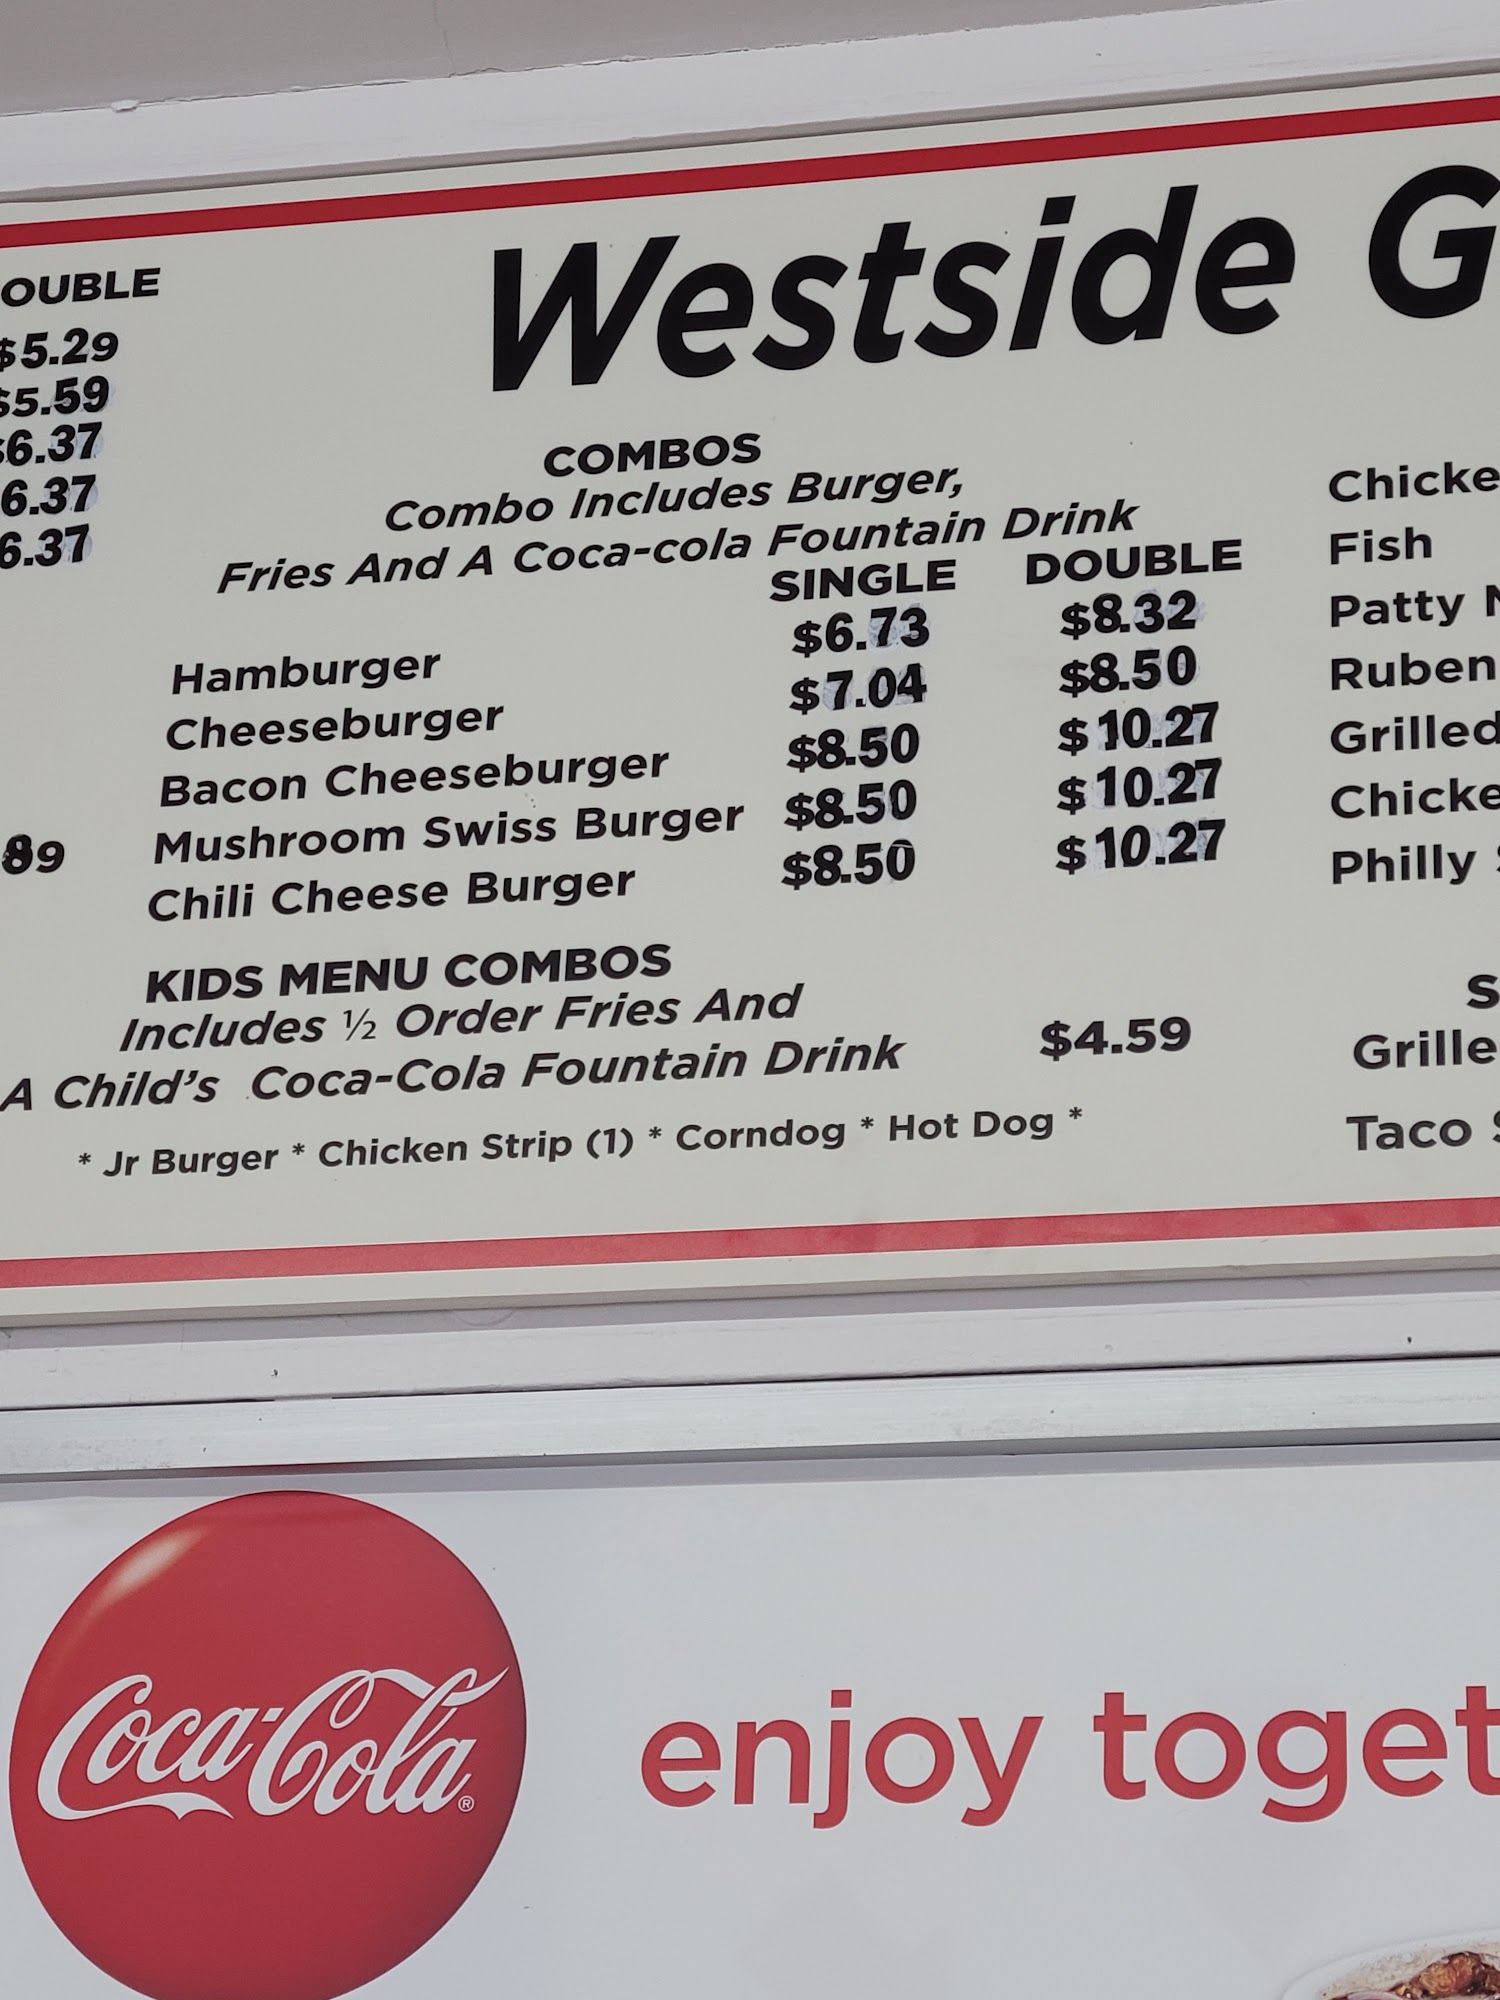 OUBLE
$5.29
$5.59
$6.37
6.37
6.37
89
Westside G
COMBOS
Combo Includes Burger,
Fries And A Coca-cola Fountain Drink
SINGLE DOUBLE
Hamburger $6.73 $8.32
Cheeseburger $7.04 $8.50
Bacon Cheeseburger $8.50 $10.27
Mushroom Swiss Burger $8.50 $10.27
Chili Cheese Burger $8.50 $10.27
KIDS MENU COMBOS
Includes ½ Order Fries And
A Child's Coca-Cola Fountain Drink $4.59
* Jr Burger * Chicken Strip (1) * Corndog * Hot Dog *
Chicke
Fish
Patty
Ruben
Grilled
Chicke
Philly
S
Grille
Taco S
Coca-Cola®
enjoy toget